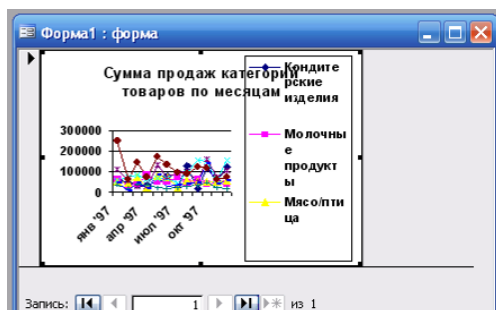 Форма1 : форма
Сумма продаж категории
товаров по месяцам
Кондите
рские
изделия
Молочны
е
продукт
ы
Мясо/пти
ца
300000
200000
100000
0
янв '97
апр '97
июл '97
окт '97
Запись: 1 из 1